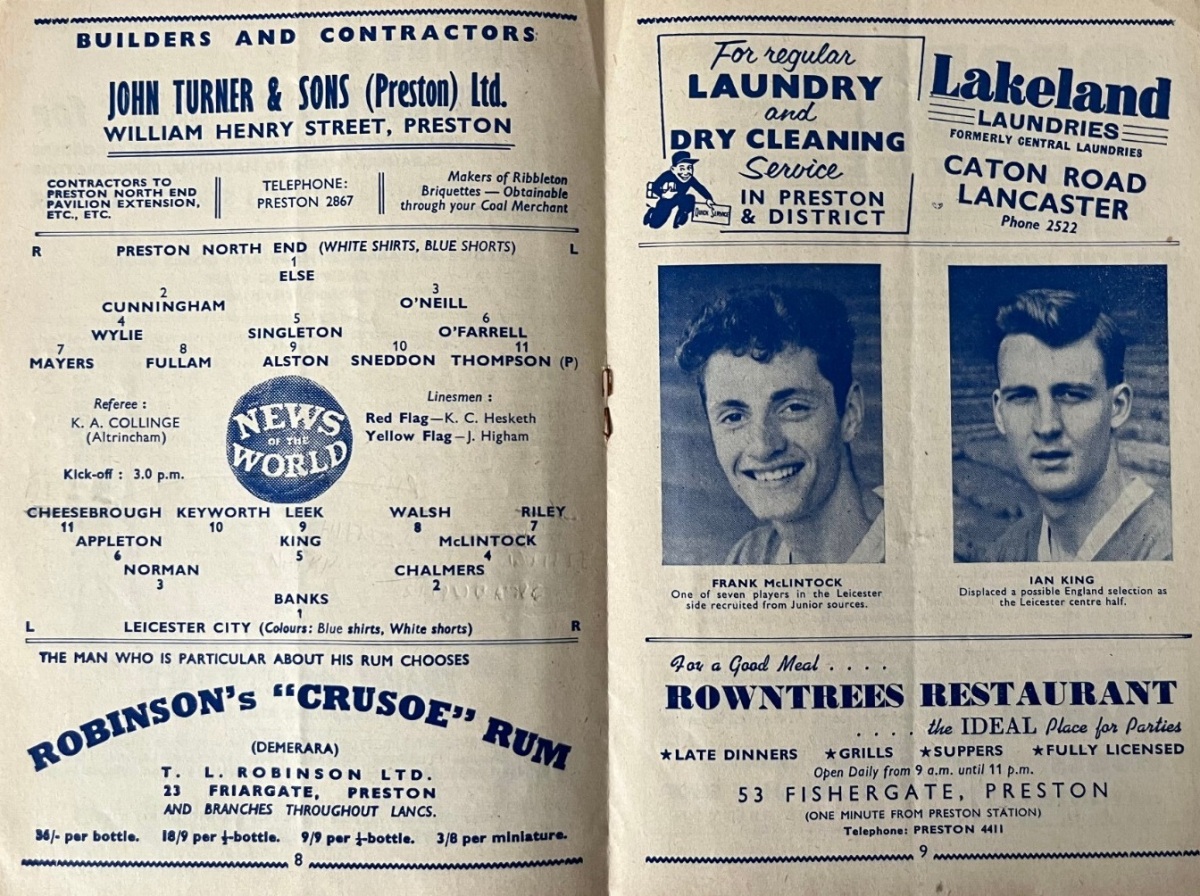 BUILDERS AND CONTRACTORS
JOHN TURNER & SONS (Preston) Ltd.
WILLIAM HENRY STREET, PRESTON
CONTRACTORS TO
PRESTON NORTH END
PAVILION EXTENSION,
ETC., ETC.
TELEPHONE:
PRESTON 2867
Makers of Ribbleton
Briquettes — Obtainable
through your Coal Merchant
R PRESTON NORTH END (WHITE SHIRTS, BLUE SHORTS) L
1
ELSE
2 3
CUNNINGHAM O'NEILL
4 5 6
WYLIE SINGLETON O'FARRELL
7 8 9 10 11
MAYERS FULLAM ALSTON SNEDDON THOMPSON (P)
Referee :
K. A. COLLINGE
(Altrincham)
Kick-off : 3.0 p.m.
NEWS
OF THE
WORLD
Linesmen :
Red Flag—K. C. Hesketh
Yellow Flag—J. Higham
CHEESEBROUGH KEYWORTH LEEK WALSH RILEY
11 10 9 8 7
APPLETON KING McLINTOCK
6 5 4
NORMAN CHALMERS
3 2
BANKS
1
L LEICESTER CITY (Colours: Blue shirts, White shorts) R
THE MAN WHO IS PARTICULAR ABOUT HIS RUM CHOOSES
ROBINSON's "CRUSOE" RUM
(DEMERARA)
T. L. ROBINSON LTD.
23 FRIARGATE, PRESTON
AND BRANCHES THROUGHOUT LANCS.
36/- per bottle. 18/9 per ½-bottle. 9/9 per ¼-bottle. 3/8 per miniature.
8
For regular
LAUNDRY
and
DRY CLEANING
Service
IN PRESTON
& DISTRICT
QUICK SERVICE
Lakeland
LAUNDRIES
FORMERLY CENTRAL LAUNDRIES
CATON ROAD
LANCASTER
Phone 2522
FRANK McLINTOCK
One of seven players in the Leicester
side recruited from Junior sources.
IAN KING
Displaced a possible England selection as
the Leicester centre half.
For a Good Meal . . . .
ROWNTREES RESTAURANT
. . . . the IDEAL Place for Parties
★LATE DINNERS ★GRILLS ★SUPPERS ★FULLY LICENSED
Open Daily from 9 a.m. until 11 p.m.
53 FISHERGATE, PRESTON
(ONE MINUTE FROM PRESTON STATION)
Telephone: PRESTON 4411
9